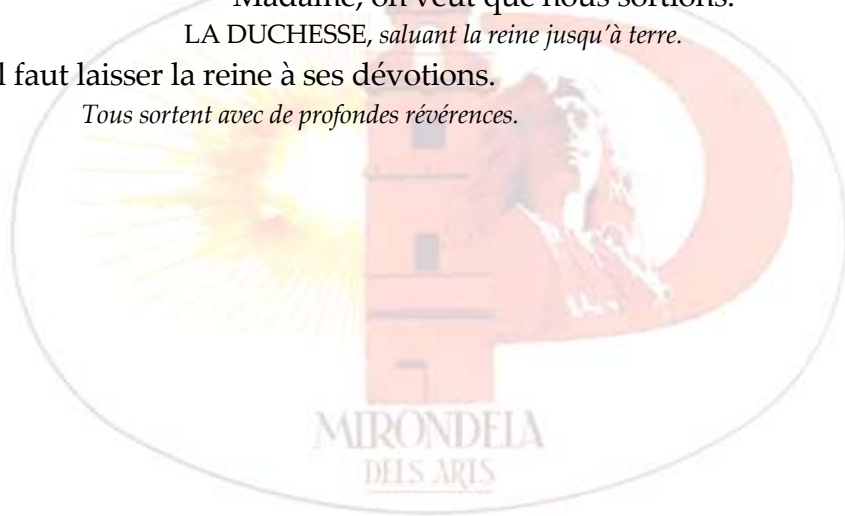 Madame, on veut que nous sortions.
LA DUCHESSE, saluant la reine jusqu'à terre.
l faut laisser la reine à ses dévotions.
Tous sortent avec de profondes révérences.
MIRONDELA
DELS ARTS